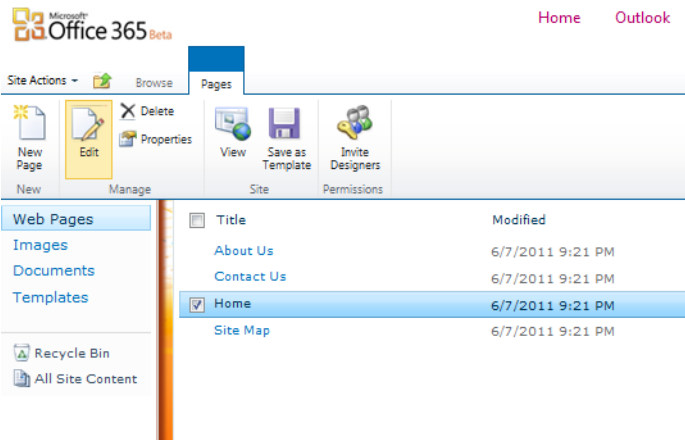 Microsoft®
Office 365 Beta
Home Outlook
Site Actions Browse Pages
New Page
Edit
Delete
Properties
View
Save as Template
Invite Designers
New Manage Site Permissions
Web Pages
Images
Documents
Templates
Recycle Bin
All Site Content
Title Modified
About Us 6/7/2011 9:21 PM
Contact Us 6/7/2011 9:21 PM
Home 6/7/2011 9:21 PM
Site Map 6/7/2011 9:21 PM